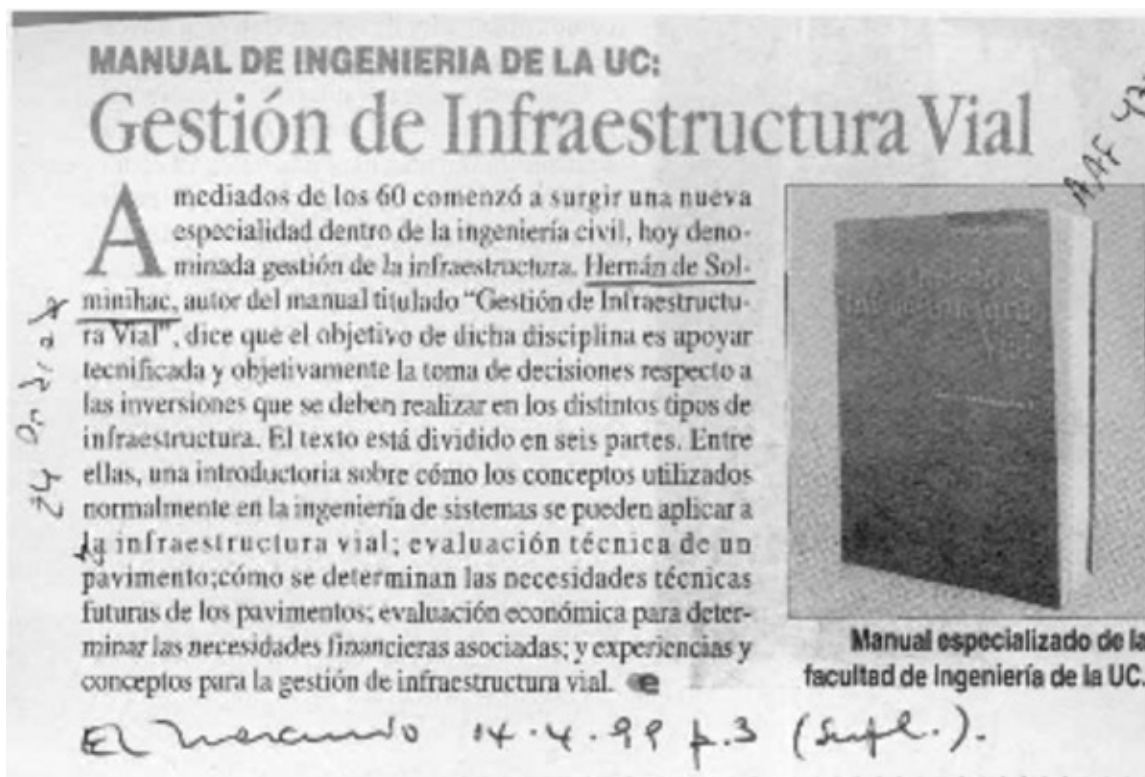 MANUAL DE INGENIERIA DE LA UC:
Gestión de Infraestructura Vial
A mediados de los 60 comenzó a surgir una nueva
especialidad dentro de la ingeniería civil, hoy deno-
minada gestión de la infraestructura. Hernán de Sol-
minihac, autor del manual titulado "Gestión de Infraestructu-
ra Vial", dice que el objetivo de dicha disciplina es apoyar
tecnificada y objetivamente la toma de decisiones respecto a
las inversiones que se deben realizar en los distintos tipos de
infraestructura. El texto está dividido en seis partes. Entre
ellas, una introductoria sobre cómo los conceptos utilizados
normalmente en la ingeniería de sistemas se pueden aplicar a
la infraestructura vial; evaluación técnica de un
pavimento;cómo se determinan las necesidades técnicas
futuras de los pavimentos; evaluación económica para deter-
minar las necesidades financieras asociadas; y experiencias y
conceptos para la gestión de infraestructura vial. e
Gestión de
Infraestructura
Vial
Manual especializado de la
facultad de Ingeniería de la UC.
AAF
El Mercurio 14.4.99 p.3 (Supl.).